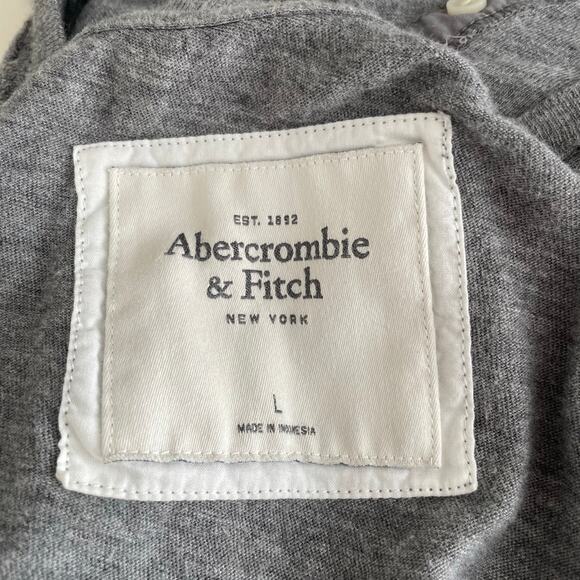 EST. 1892
Abercrombie
& Fitch
NEW YORK
L
MADE IN INDONESIA